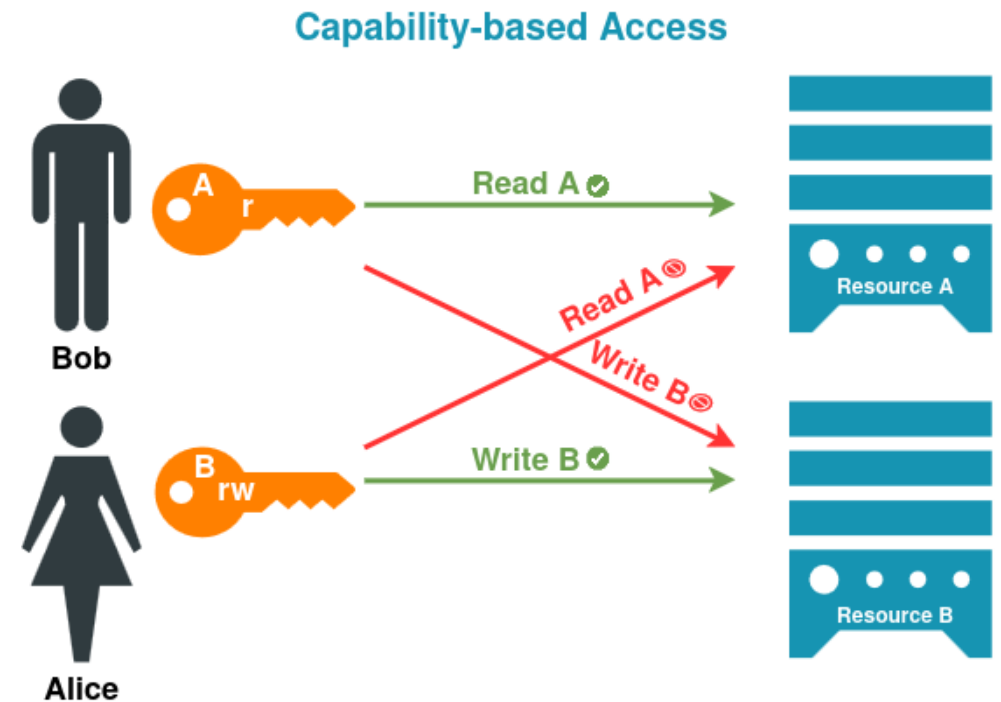 Capability-based Access
A
r
Read A
Resource A
Read A
Write B
Bob
B
rw
Write B
Resource B
Alice